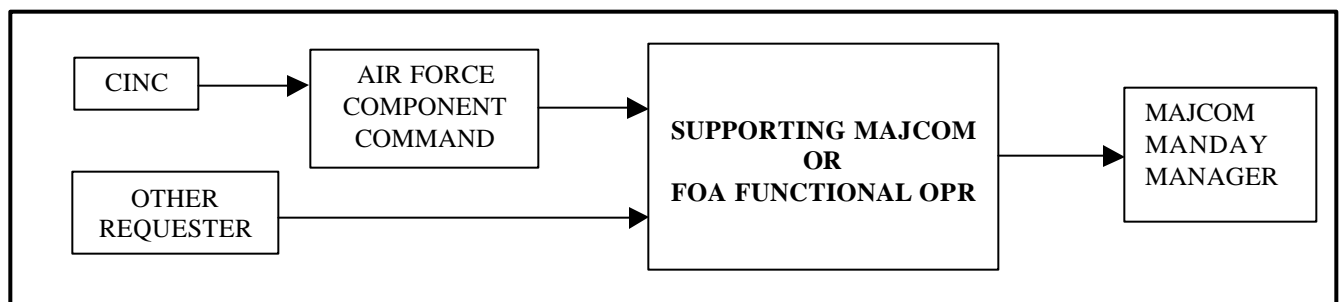 CINC
AIR FORCE
COMPONENT
COMMAND
OTHER
REQUESTER
SUPPORTING MAJCOM
OR
FOA FUNCTIONAL OPR
MAJCOM
MANDAY
MANAGER